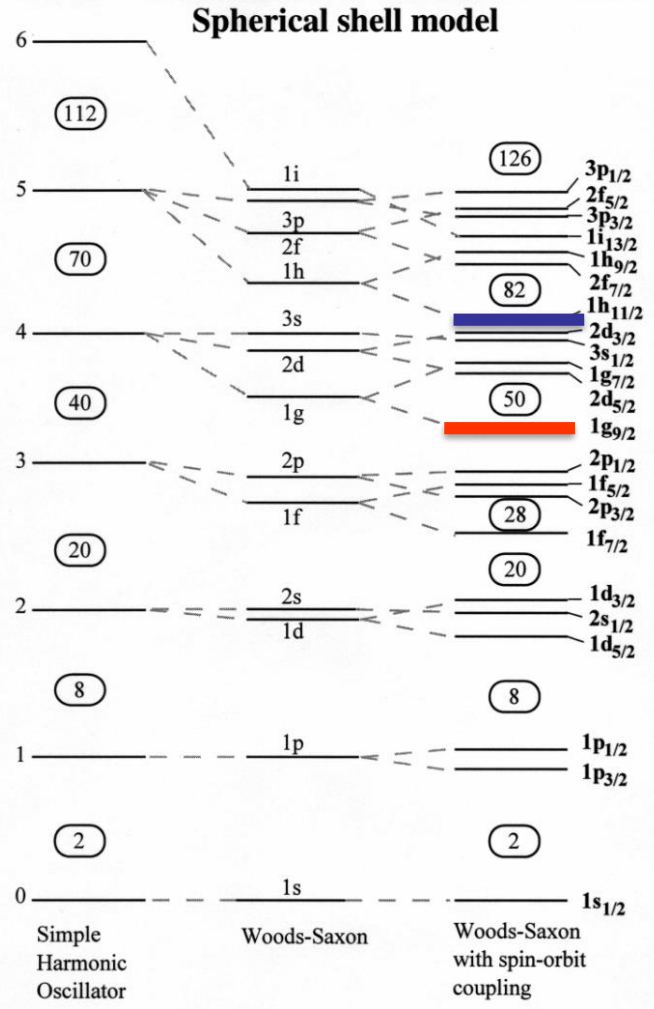 Spherical shell model
6
112
126
3p1/2
1i
2f5/2
5
3p3/2
3p
1i13/2
2f
1h9/2
70
1h
82
2f7/2
1h11/2
4
3s
2d3/2
3s1/2
2d
1g7/2
40
50
2d5/2
1g
1g9/2
3
2p
2p1/2
1f5/2
28
2p3/2
1f
1f7/2
20
20
2s
1d3/2
2
2s1/2
1d
1d5/2
8
8
1p
1p1/2
1
1p3/2
2
2
1s
0
1s1/2
Simple
Harmonic
Oscillator
Woods-Saxon
Woods-Saxon
with spin-orbit
coupling